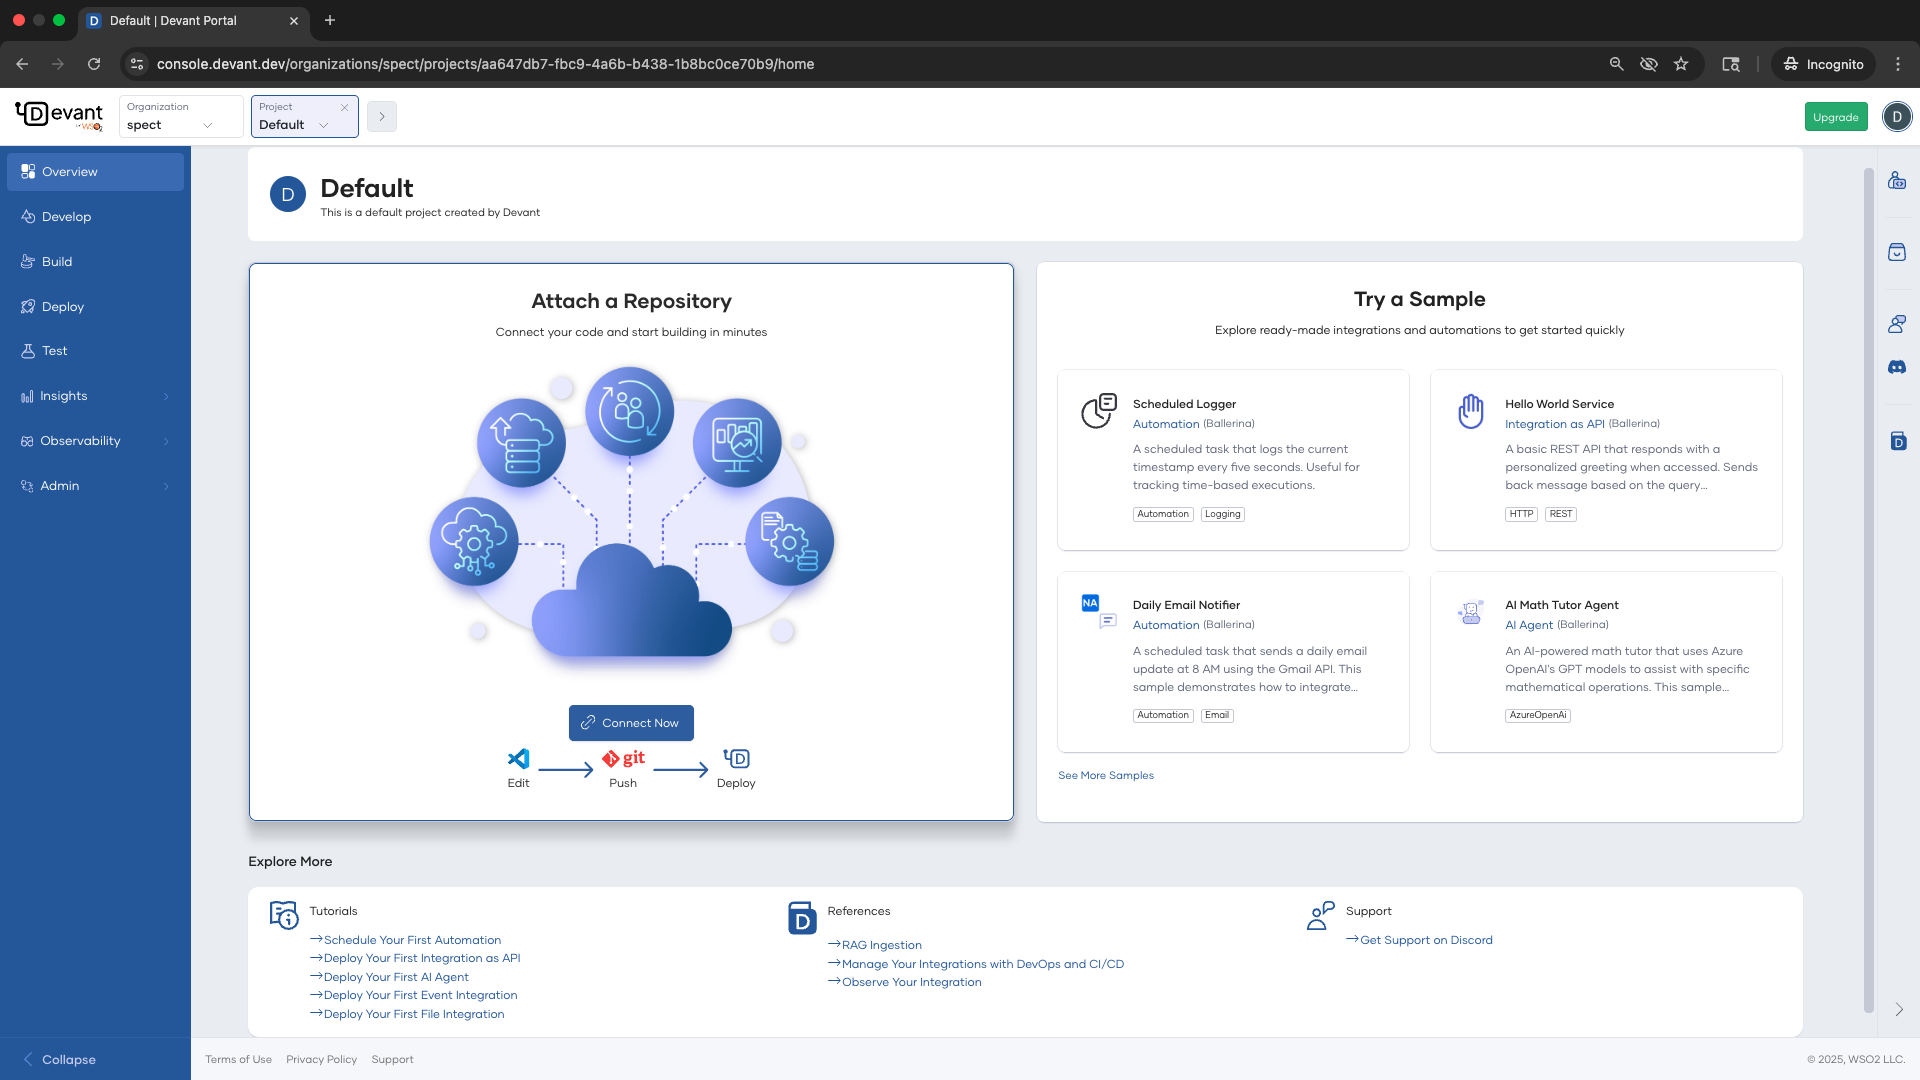 Default | Devant Portal
console.devant.dev/organizations/spect/projects/aa647db7-fbc9-4a6b-b438-1b8bc0ce70b9/home
Incognito
Devant
by WSO2
Organization
spect
Project
Default
Upgrade
D
Overview
Develop
Build
Deploy
Test
Insights
Observability
Admin
Collapse
D
Default
This is a default project created by Devant
Attach a Repository
Connect your code and start building in minutes
Connect Now
git
Edit
Push
Deploy
Try a Sample
Explore ready-made integrations and automations to get started quickly
Scheduled Logger
Automation (Ballerina)
A scheduled task that logs the current
timestamp every five seconds. Useful for
tracking time-based executions.
Automation
Logging
Hello World Service
Integration as API (Ballerina)
A basic REST API that responds with a
personalized greeting when accessed. Sends
back message based on the query...
HTTP
REST
NA
Daily Email Notifier
Automation (Ballerina)
A scheduled task that sends a daily email
update at 8 AM using the Gmail API. This
sample demonstrates how to integrate...
Automation
Email
AI Math Tutor Agent
AI Agent (Ballerina)
An AI-powered math tutor that uses Azure
OpenAI's GPT models to assist with specific
mathematical operations. This sample...
AzureOpenAi
See More Samples
Explore More
Tutorials
Schedule Your First Automation
Deploy Your First Integration as API
Deploy Your First AI Agent
Deploy Your First Event Integration
Deploy Your First File Integration
References
RAG Ingestion
Manage Your Integrations with DevOps and CI/CD
Observe Your Integration
Support
Get Support on Discord
Terms of Use
Privacy Policy
Support
© 2025, WSO2 LLC.